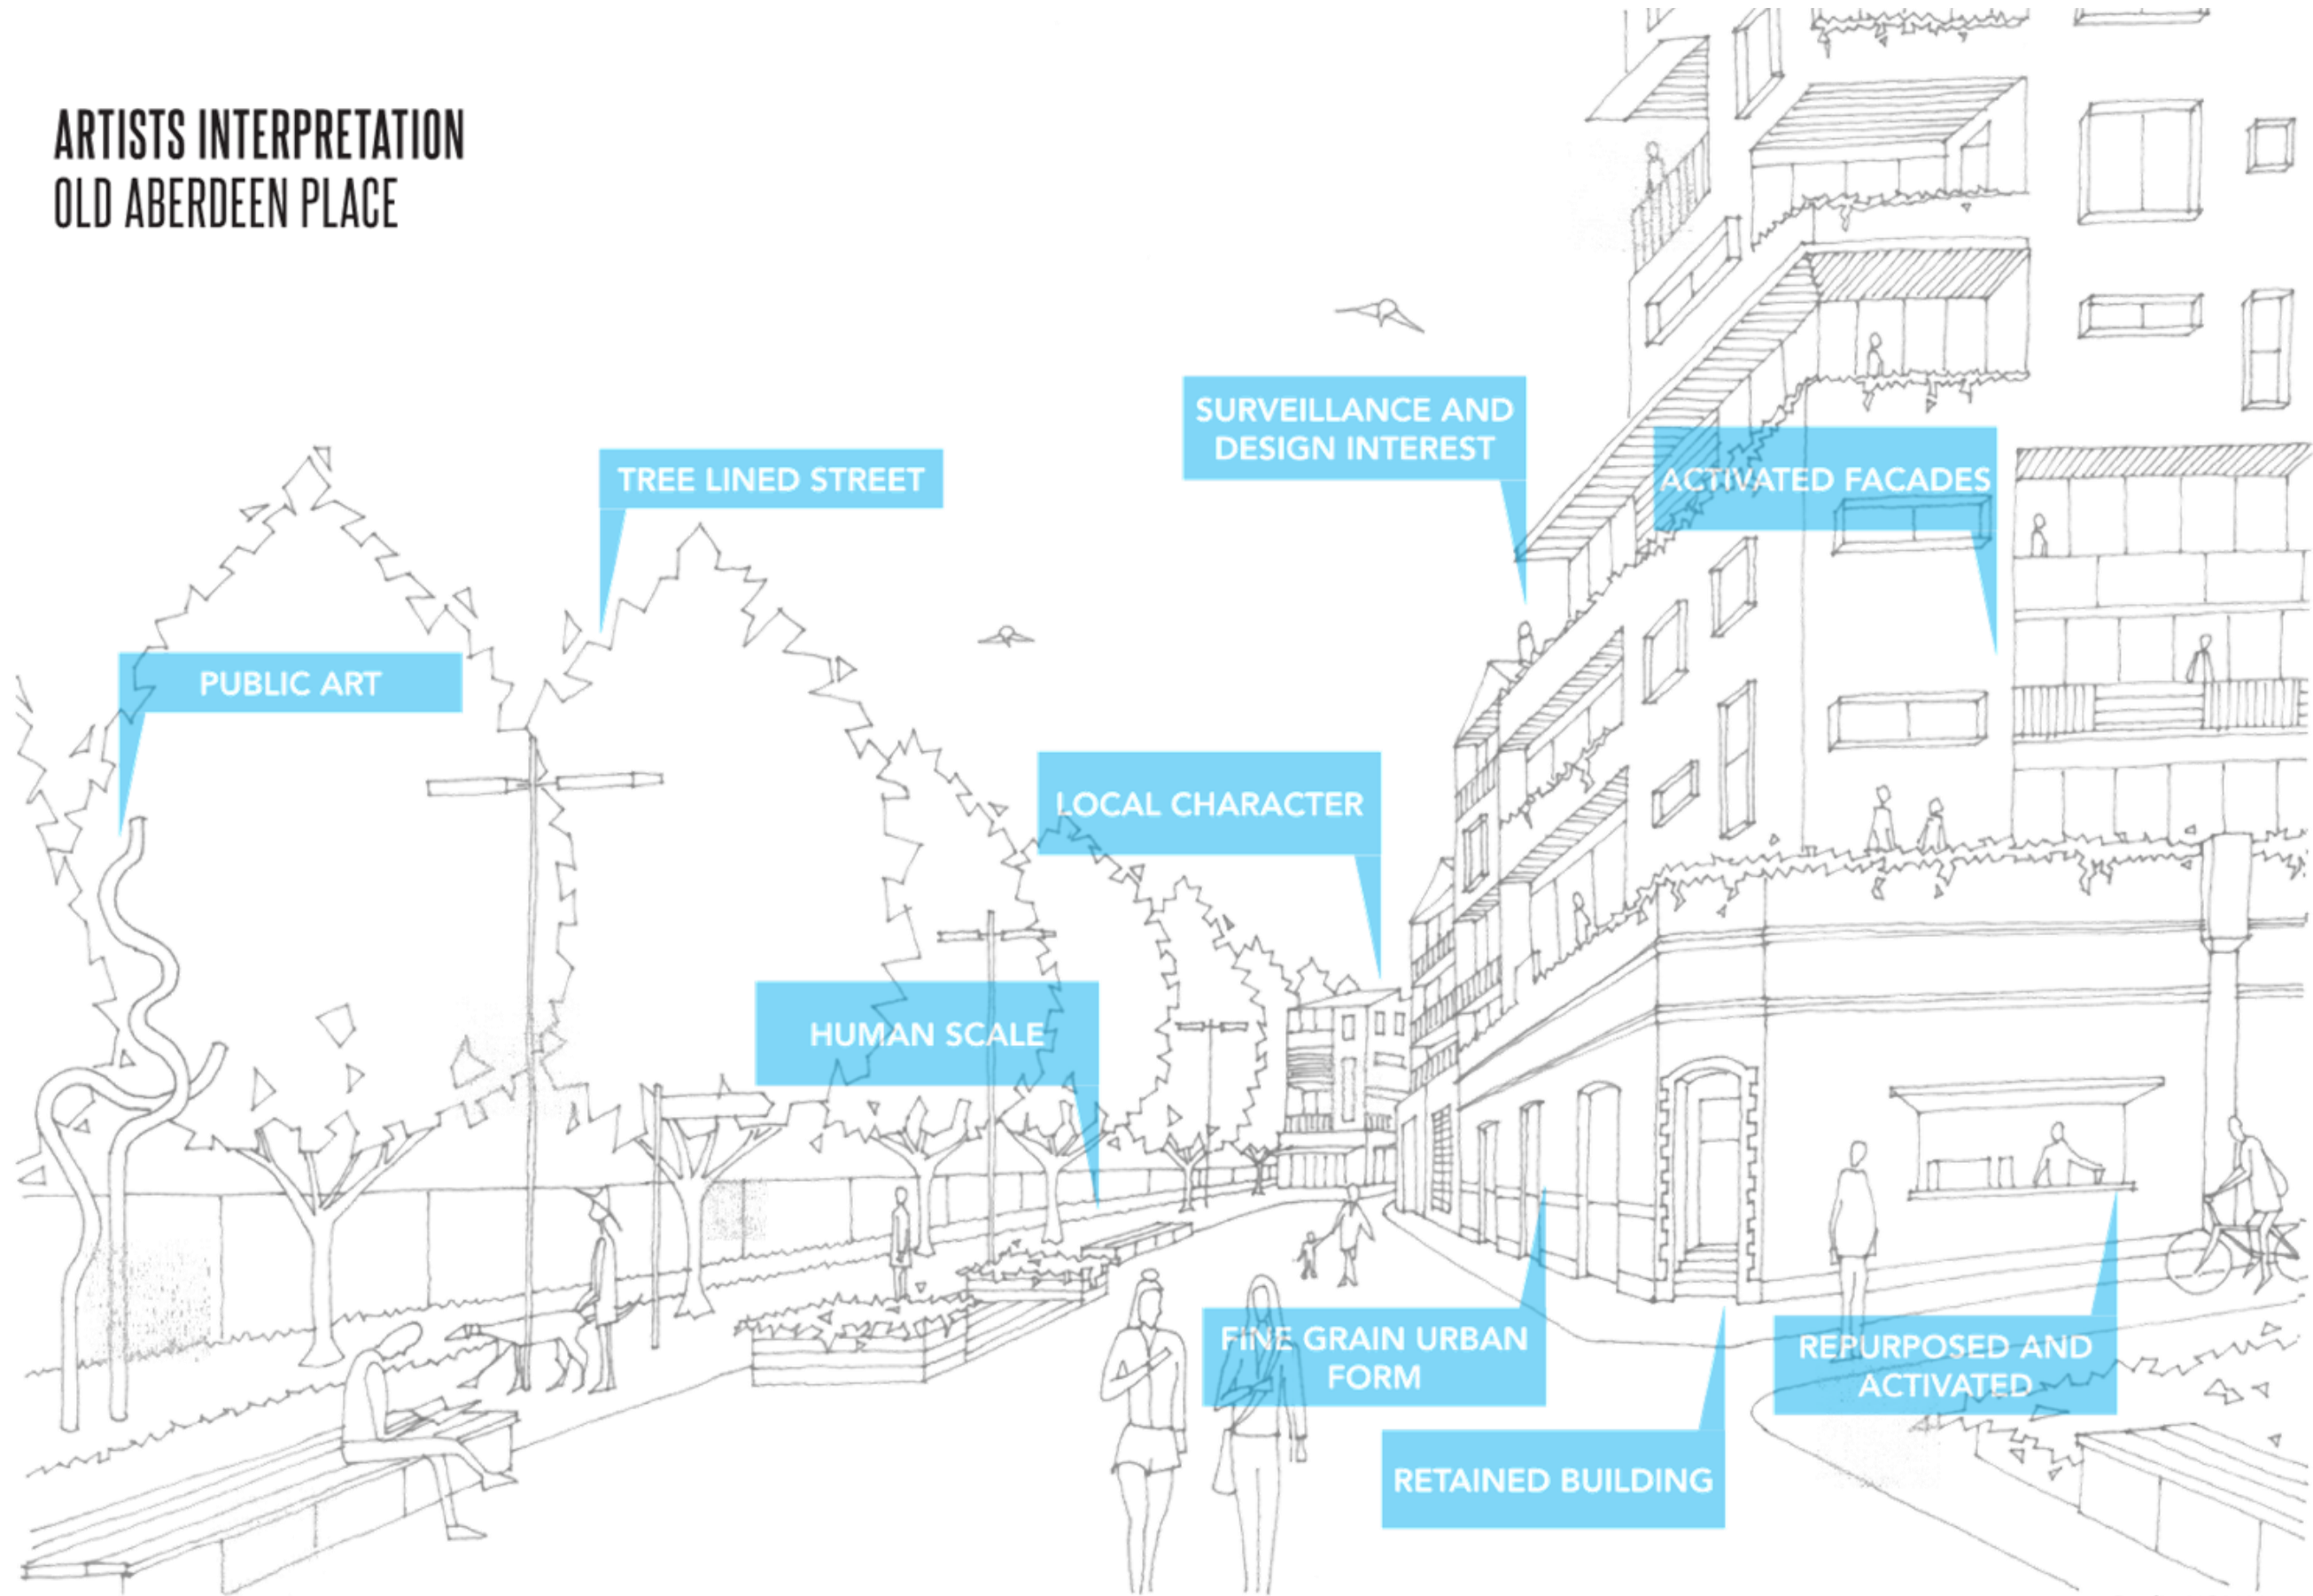 ARTISTS INTERPRETATION
OLD ABERDEEN PLACE
SURVEILLANCE AND
DESIGN INTEREST
TREE LINED STREET
ACTIVATED FACADES
PUBLIC ART
LOCAL CHARACTER
HUMAN SCALE
FINE GRAIN URBAN
FORM
REPURPOSED AND
ACTIVATED
RETAINED BUILDING